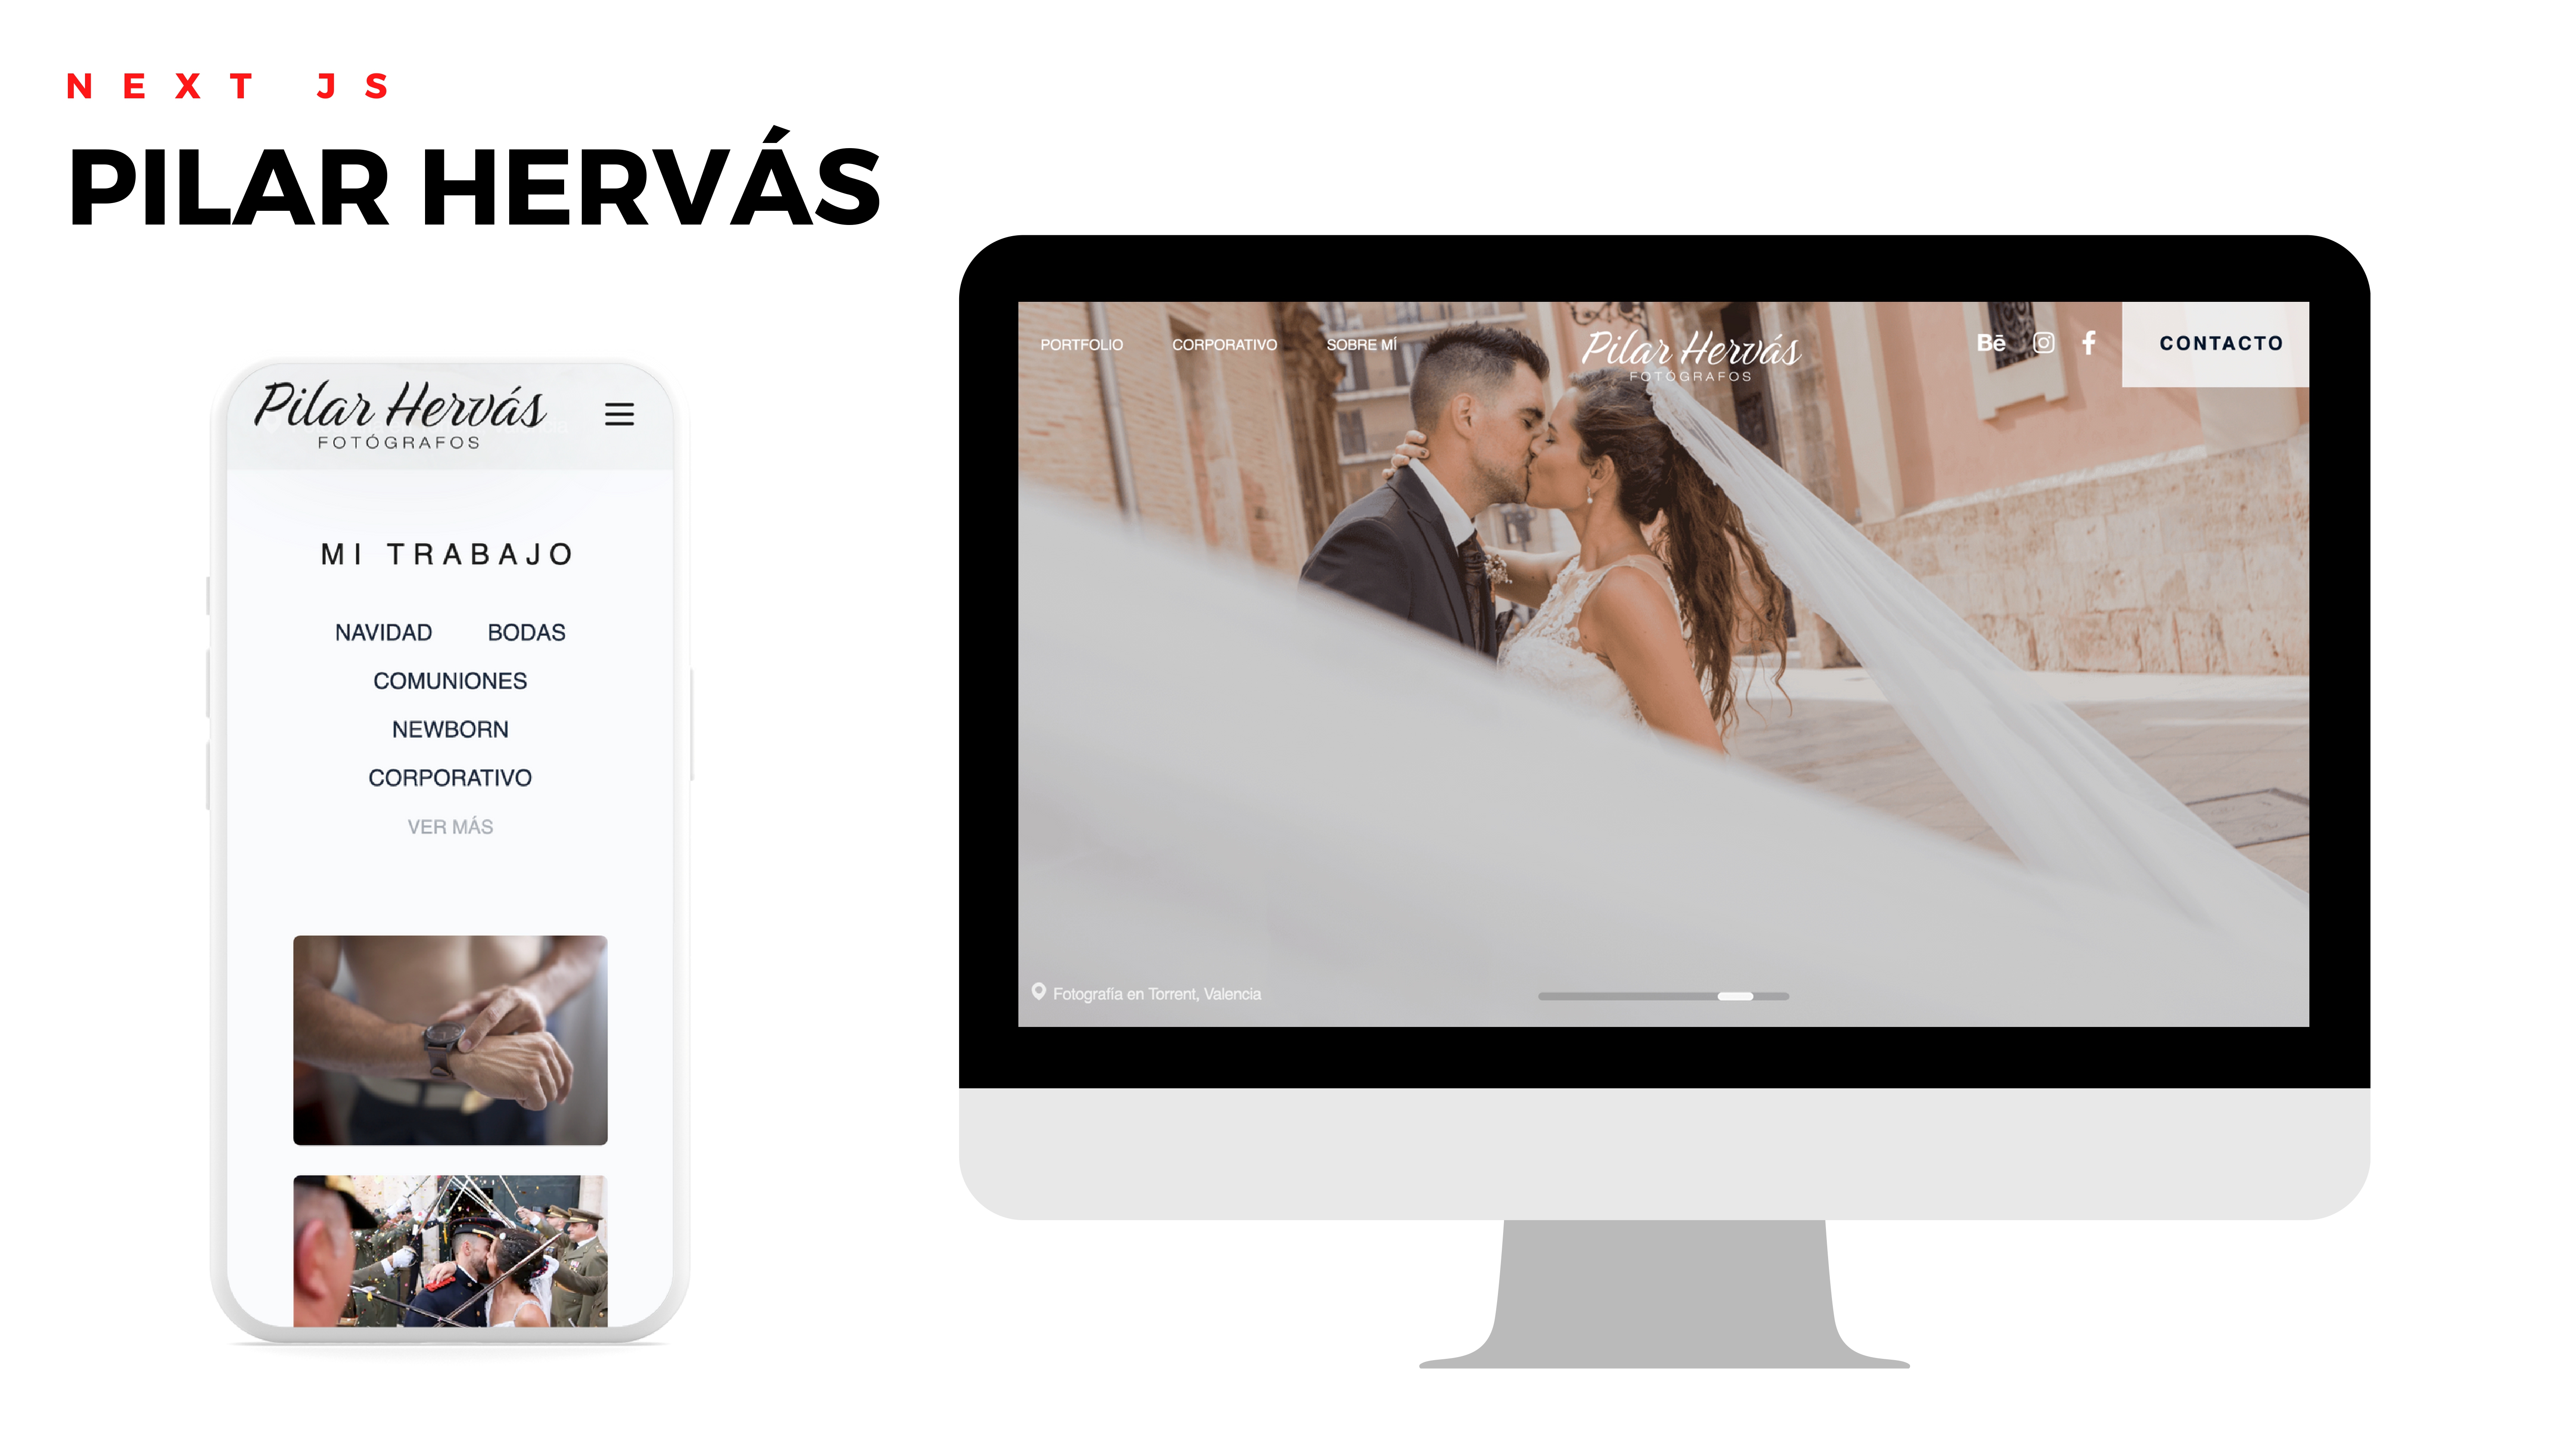 NEXT JS
PILAR HERVÁS
Pilar Hervás
FOTÓGRAFOS
MI TRABAJO
NAVIDAD BODAS
COMUNIONES
NEWBORN
CORPORATIVO
VER MÁS
PORTFOLIO CORPORATIVO SOBRE MÍ
Pilar Hervás
FOTÓGRAFOS
Bē
CONTACTO
Fotografía en Torrent, Valencia